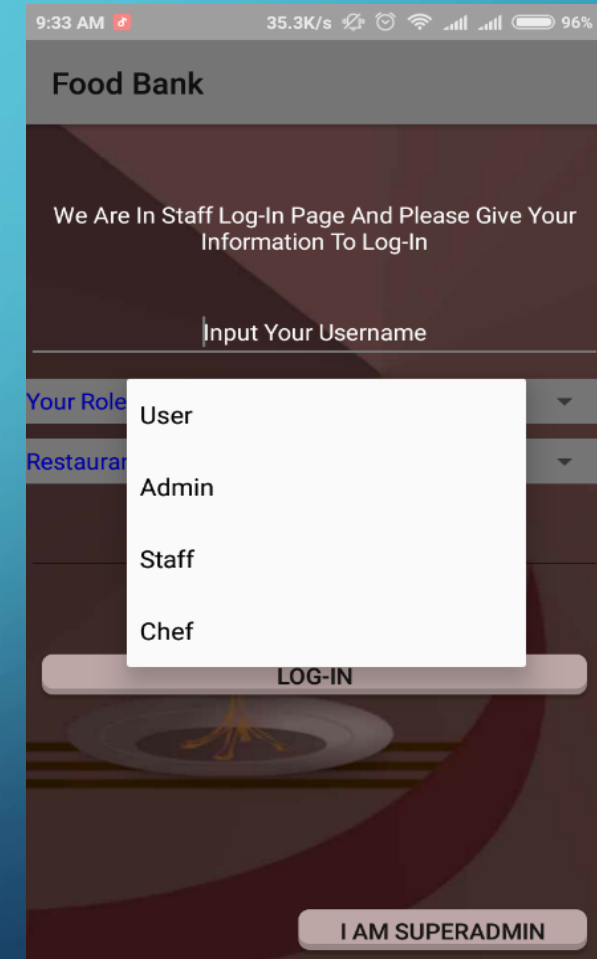 9:33 AM 35.3K/s 96%
Food Bank
We Are In Staff Log-In Page And Please Give Your
Information To Log-In
Input Your Username
Your Role
User
Admin
Staff
Chef
LOG-IN
I AM SUPERADMIN